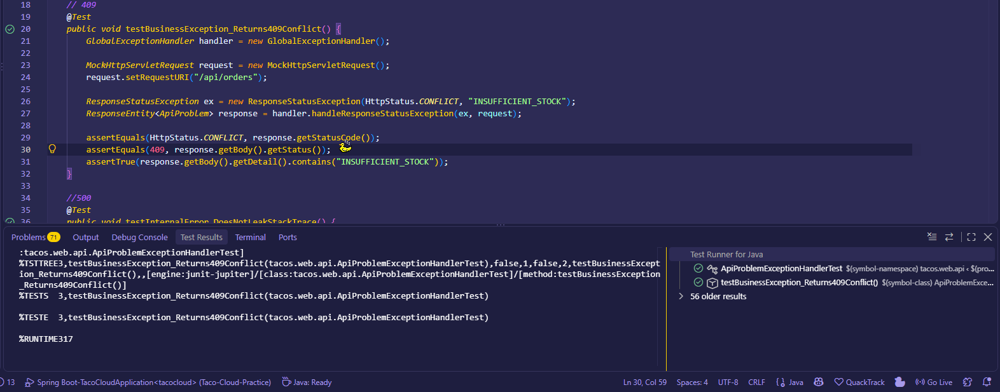 18 // 409
19 @Test
20 public void testBusinessException_Returns409Conflict() {
21 GlobalExceptionHandler handler = new GlobalExceptionHandler();
22
23 MockHttpServletRequest request = new MockHttpServletRequest();
24 request.setRequestURI("/api/orders");
25
26 ResponseStatusException ex = new ResponseStatusException(HttpStatus.CONFLICT, "INSUFFICIENT_STOCK");
27 ResponseEntity<ApiProblem> response = handler.handleResponseStatusException(ex, request);
28
29 assertEquals(HttpStatus.CONFLICT, response.getStatusCode());
30 assertEquals(409, response.getBody().getStatus());
31 assertTrue(response.getBody().getDetail().contains("INSUFFICIENT_STOCK"));
32 }
33
34 //500
35 @Test
36 public void testInternalError_DoesNotLeakStackTrace() {
Problems 71 Output Debug Console Test Results Terminal Ports
:tacos.web.api.ApiProblemExceptionHandlerTest]
%TSTTREE3,testBusinessException_Returns409Conflict(tacos.web.api.ApiProblemExceptionHandlerTest),false,1,false,2,testBusinessExcept
ion_Returns409Conflict(),,[engine:junit-jupiter]/[class:tacos.web.api.ApiProblemExceptionHandlerTest]/[method:testBusinessException
_Returns409Conflict()]
%TESTS 3,testBusinessException_Returns409Conflict(tacos.web.api.ApiProblemExceptionHandlerTest)
%TESTE 3,testBusinessException_Returns409Conflict(tacos.web.api.ApiProblemExceptionHandlerTest)
%RUNTIME317
Test Runner for Java
ApiProblemExceptionHandlerTest $(symbol-namespace) tacos.web.api < $(pro...
testBusinessException_Returns409Conflict() $(symbol-class) ApiProblemExce...
56 older results
13 Spring Boot-TacoCloudApplication<tacocloud> (Taco-Cloud-Practice) Java: Ready Ln 30, Col 59 Spaces: 4 UTF-8 CRLF {} Java QuackTrack Go Live